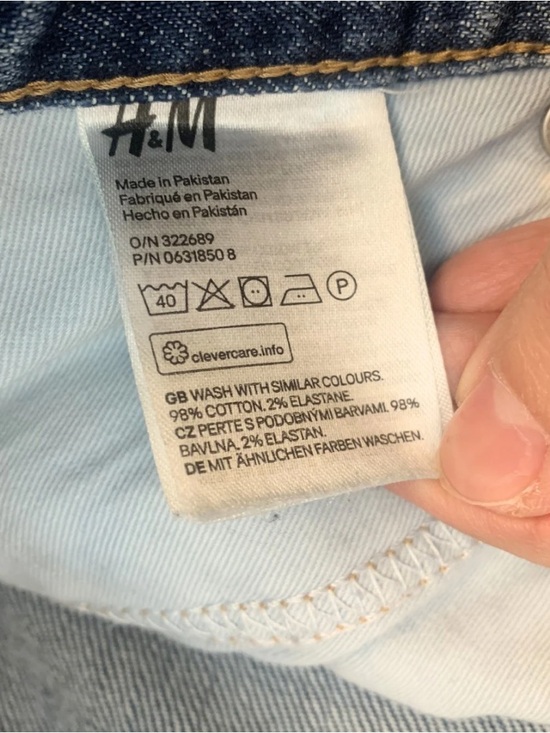 H&M
Made in Pakistan
Fabriqué en Pakistan
Hecho en Pakistán
O/N 322689
P/N 0631850 8
40 P
clevercare.info
GB WASH WITH SIMILAR COLOURS.
98% COTTON. 2% ELASTANE.
CZ PERTE S PODOBNÝMI BARVAMI. 98%
BAVLNA. 2% ELASTAN.
DE MIT ÄHNLICHEN FARBEN WASCHEN.